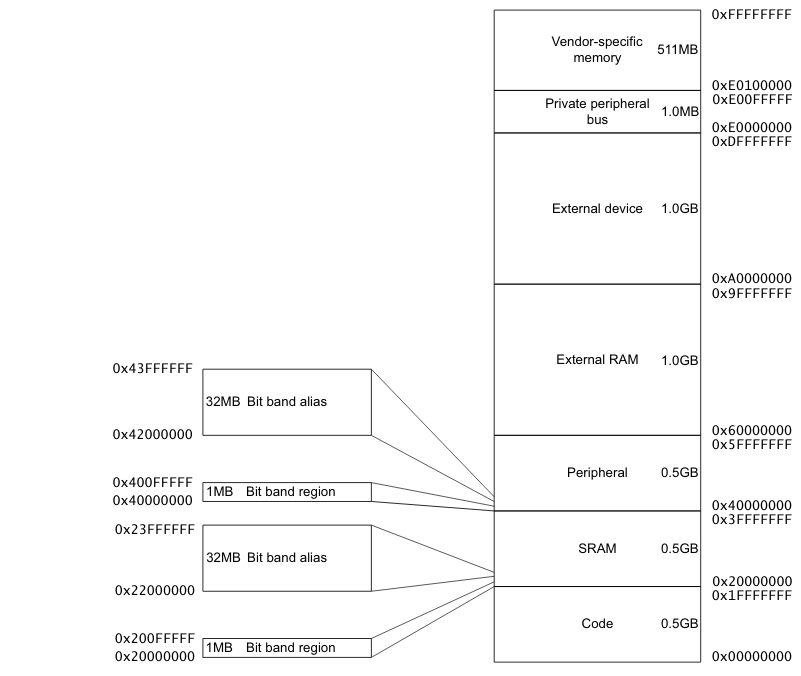 0xFFFFFFFF
Vendor-specific
memory
511MB
0xE0100000
0xE00FFFFF
Private peripheral
bus
1.0MB
0xE0000000
0xDFFFFFFF
External device
1.0GB
0xA0000000
0x9FFFFFFF
External RAM
1.0GB
0x60000000
0x5FFFFFFF
Peripheral
0.5GB
0x40000000
0x3FFFFFFF
SRAM
0.5GB
0x20000000
0x1FFFFFFF
Code
0.5GB
0x00000000
0x43FFFFFF
32MB Bit band alias
0x42000000
0x400FFFFF
1MB Bit band region
0x40000000
0x23FFFFFF
32MB Bit band alias
0x22000000
0x200FFFFF
1MB Bit band region
0x20000000